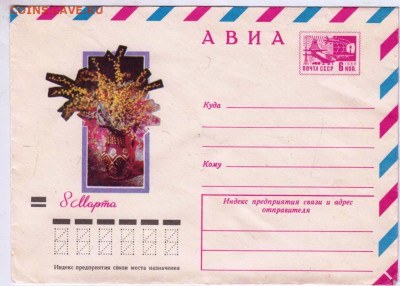 COINSS.RU
АВИА
ПОЧТА СССР 6 КОП.
Куда
Кому
8 Марта
Индекс предприятия связи и адрес
отправителя
Индекс предприятия связи места назначения